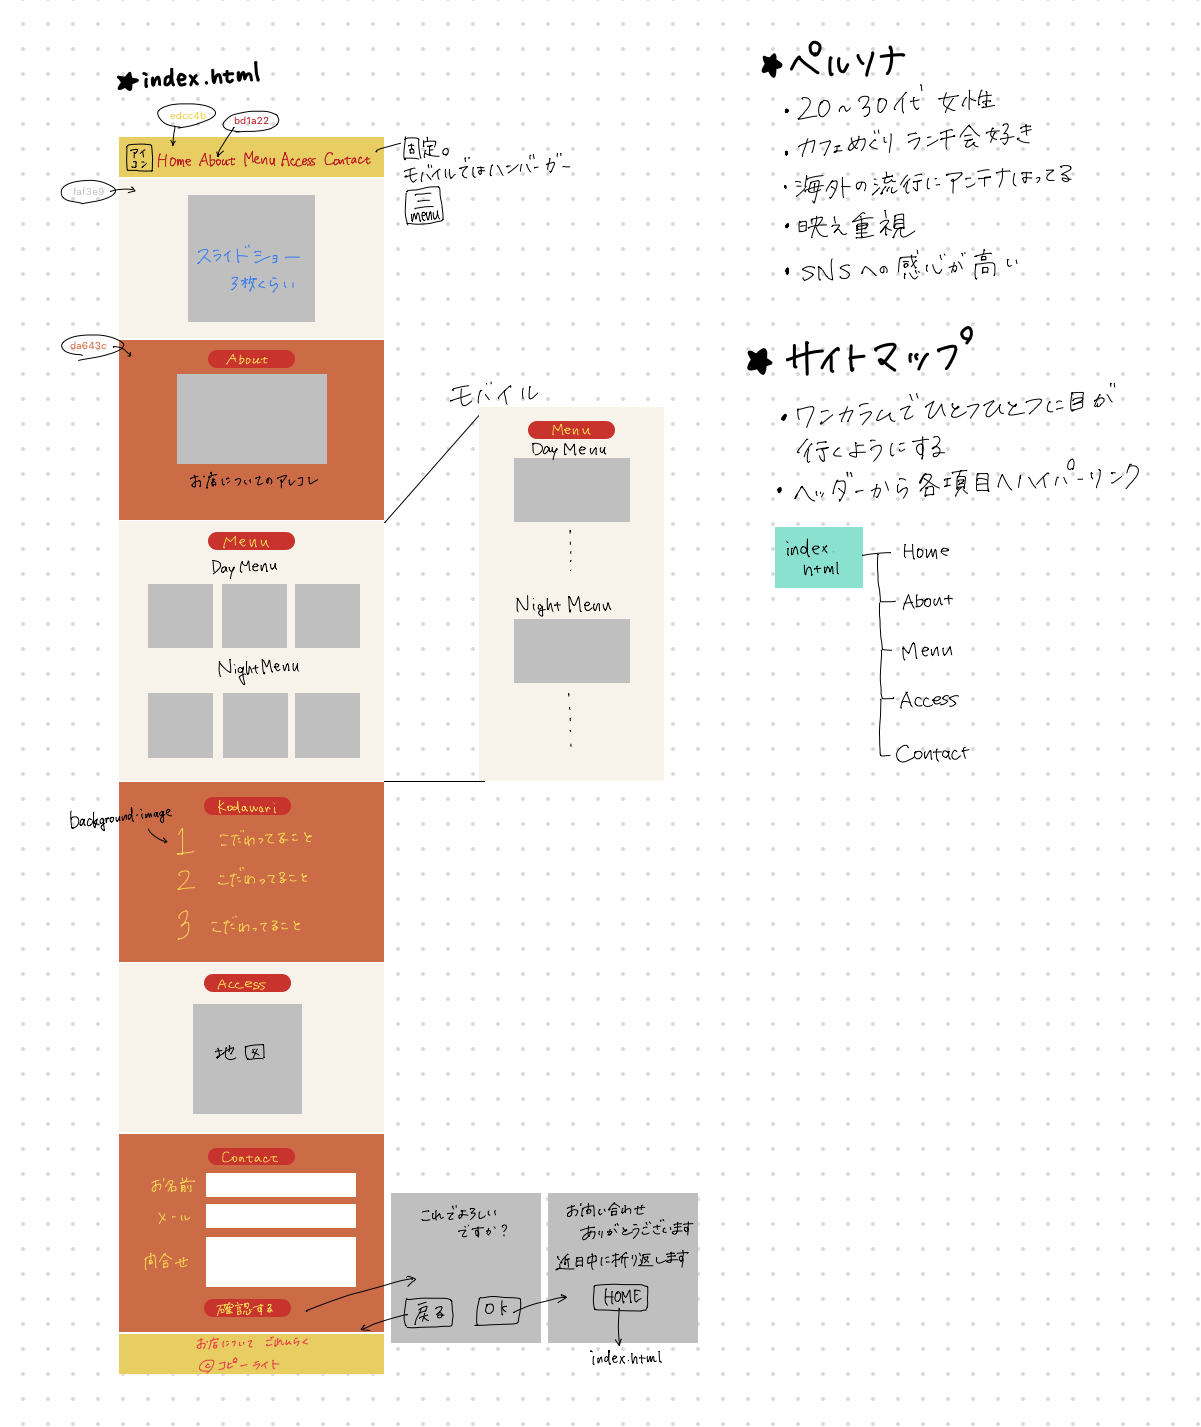 ★index.html
edcc4b
bd1a22
アイコン Home About Menu Access Contact
固定。
モバイルではハンバーガー
三
menu
faf3e9
スライドショー
3枚くらい
da643c
About
お店についてのアレコレ
Menu
Day Menu
Night Menu
モバイル
Menu
Day Menu
Night Menu
background-image
Kodawari
1 こだわってること
2 こだわってること
3 こだわってること
Access
地図
Contact
お名前
メール
問合せ
確認する
これでよろしい
ですか?
戻る
OK
お問い合わせ
ありがとうございます
近日中に折り返します
HOME
index.html
お店について
©コピーライト
★ペルソナ
・20〜30代 女性
・カフェめぐり ランチ会好き
・海外の流行にアンテナはってる
・映え重視
・SNSへの感心が高い
★サイトマップ
・ワンカラムでひとつひとつに目が
行くようにする
・ヘッダーから各項目へハイパーリンク
index.
html
Home
About
Menu
Access
Contact